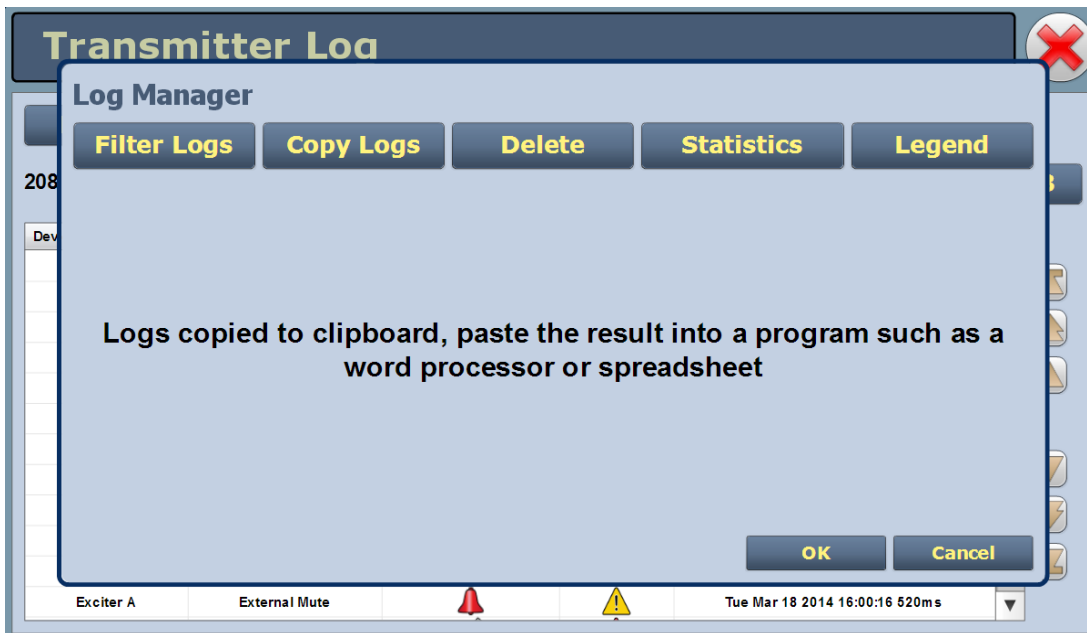 Transmitter Log
Log Manager
Filter Logs Copy Logs Delete Statistics Legend
208
Dev
Logs copied to clipboard, paste the result into a program such as a
word processor or spreadsheet
OK Cancel
Exciter A External Mute Tue Mar 18 2014 16:00:16 520ms